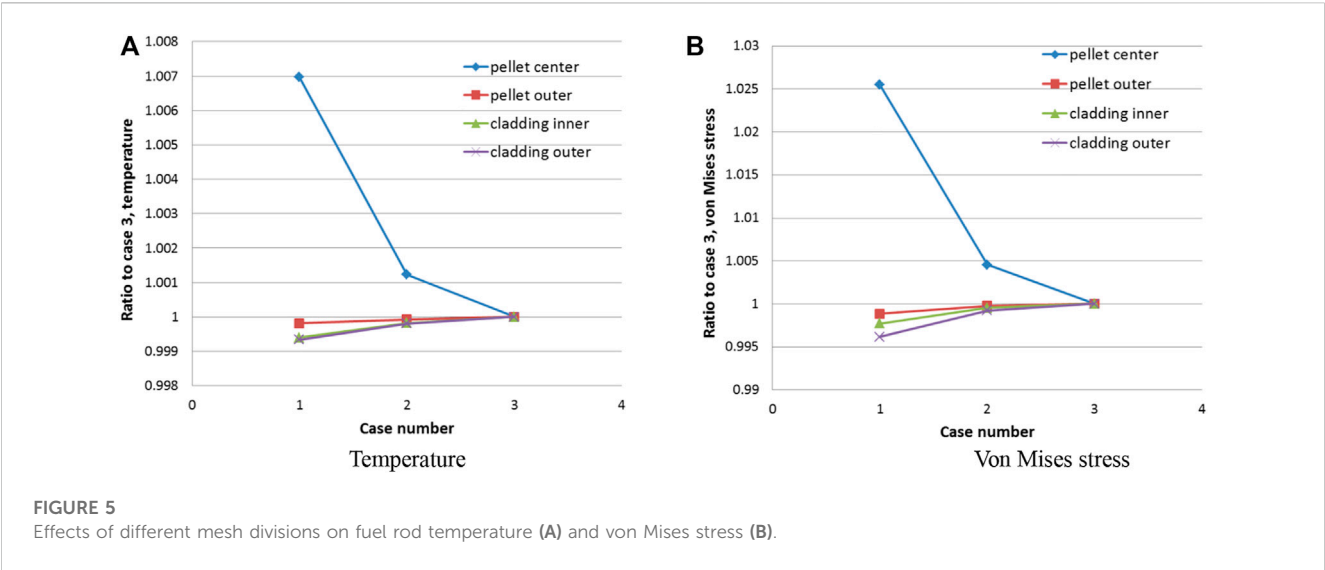 A
1.008
1.007
1.006
1.005
1.004
1.003
1.002
1.001
1
0.999
0.998
Ratio to case 3, temperature
pellet center
pellet outer
cladding inner
cladding outer
0 1 2 3 4
Case number
Temperature
B
1.03
1.025
1.02
1.015
1.01
1.005
1
0.995
0.99
Ratio to case 3, von Mises stress
pellet center
pellet outer
cladding inner
cladding outer
0 1 2 3 4
Case number
Von Mises stress
FIGURE 5
Effects of different mesh divisions on fuel rod temperature (A) and von Mises stress (B).